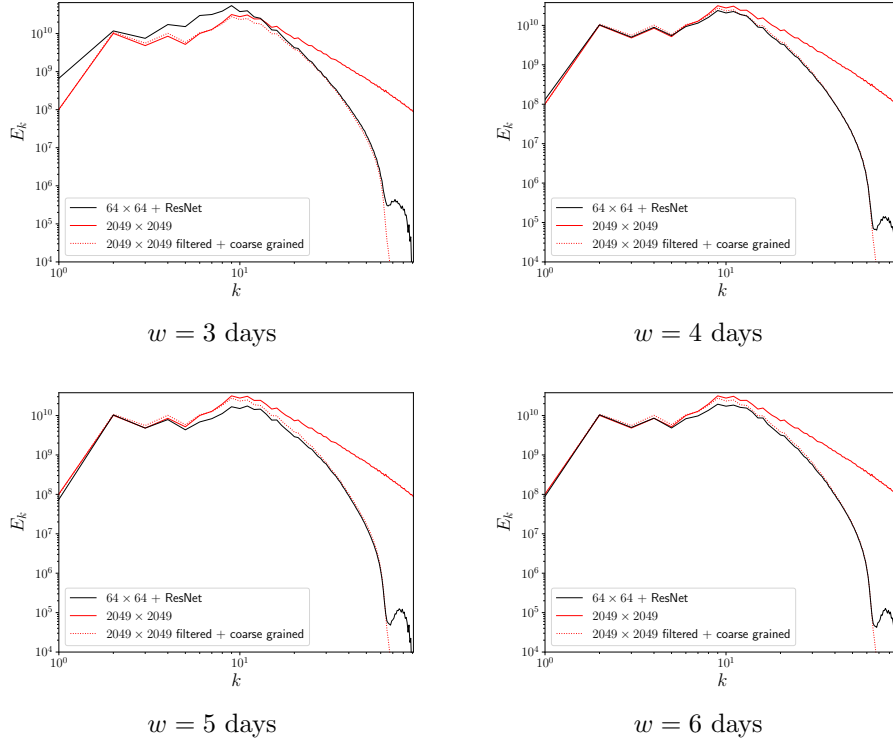 10^{10}
10^{9}
10^{8}
10^{7}
10^{6}
10^{5}
10^{4}
E_k
64 × 64 + ResNet
2049 × 2049
2049 × 2049 filtered + coarse grained
10^{0}
10^{1}
k
w = 3 days
10^{10}
10^{9}
10^{8}
10^{7}
10^{6}
10^{5}
10^{4}
E_k
64 × 64 + ResNet
2049 × 2049
2049 × 2049 filtered + coarse grained
10^{0}
10^{1}
k
w = 4 days
10^{10}
10^{9}
10^{8}
10^{7}
10^{6}
10^{5}
10^{4}
E_k
64 × 64 + ResNet
2049 × 2049
2049 × 2049 filtered + coarse grained
10^{0}
10^{1}
k
w = 5 days
10^{10}
10^{9}
10^{8}
10^{7}
10^{6}
10^{5}
10^{4}
E_k
64 × 64 + ResNet
2049 × 2049
2049 × 2049 filtered + coarse grained
10^{0}
10^{1}
k
w = 6 days